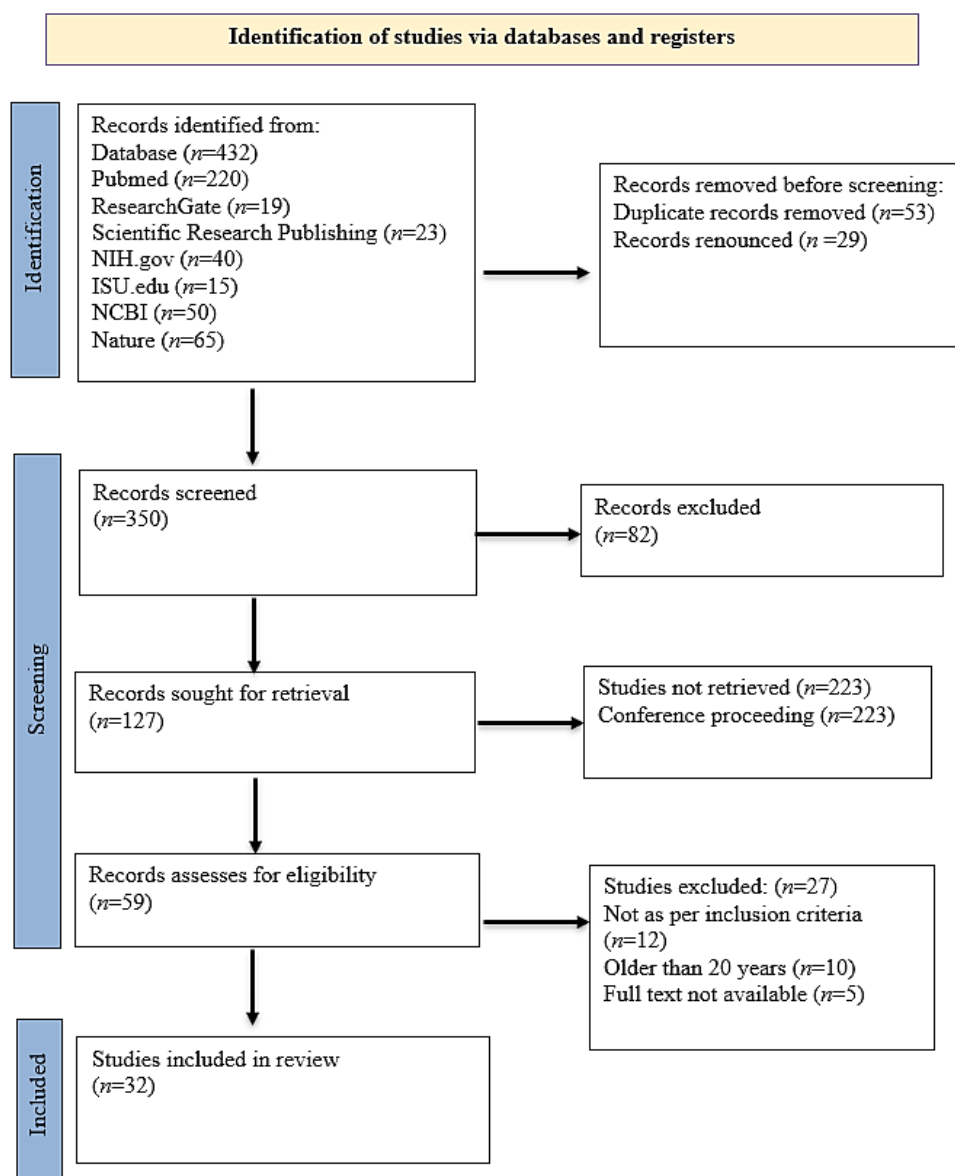 Identification of studies via databases and registers
Identification
Records identified from:
Database (n=432)
Pubmed (n=220)
ResearchGate (n=19)
Scientific Research Publishing (n=23)
NIH.gov (n=40)
ISU.edu (n=15)
NCBI (n=50)
Nature (n=65)
Records removed before screening:
Duplicate records removed (n=53)
Records renounced (n =29)
Screening
Records screened
(n=350)
Records excluded
(n=82)
Records sought for retrieval
(n=127)
Studies not retrieved (n=223)
Conference proceeding (n=223)
Records assesses for eligibility
(n=59)
Studies excluded: (n=27)
Not as per inclusion criteria
(n=12)
Older than 20 years (n=10)
Full text not available (n=5)
Included
Studies included in review
(n=32)